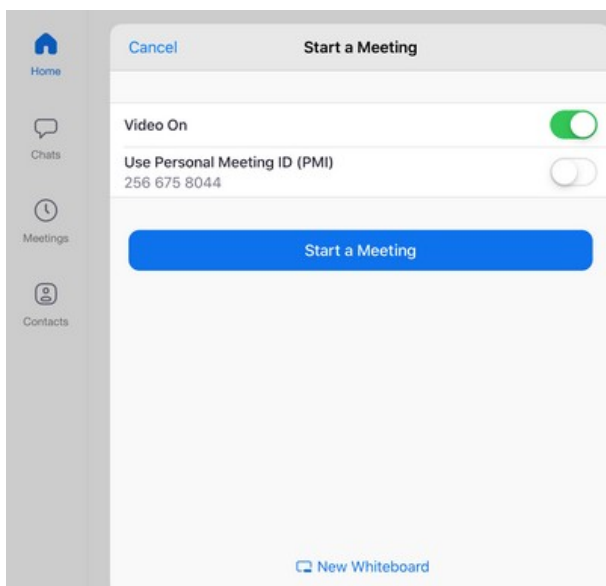 Home
Chats
Meetings
Contacts
Cancel
Start a Meeting
Video On
Use Personal Meeting ID (PMI)
256 675 8044
Start a Meeting
New Whiteboard